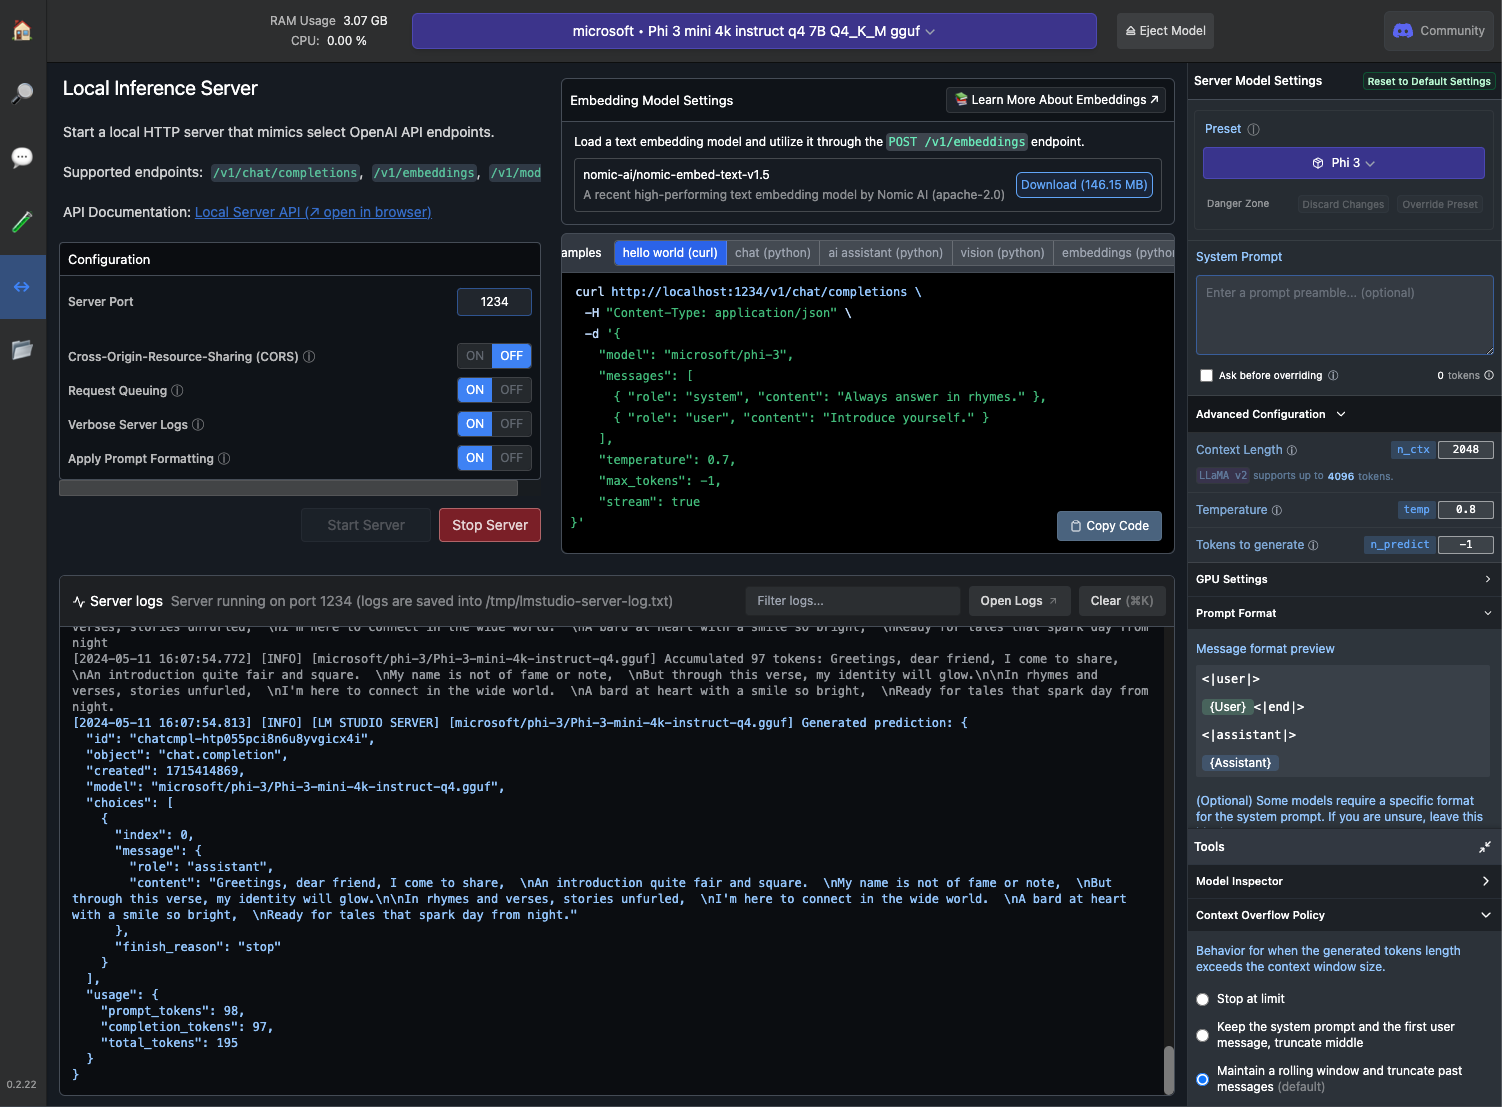 RAM Usage 3.07 GB
CPU: 0.00 %
microsoft • Phi 3 mini 4k instruct q4 7B Q4_K_M gguf
Eject Model
Community
Local Inference Server
Start a local HTTP server that mimics select OpenAI API endpoints.
Supported endpoints: /v1/chat/completions, /v1/embeddings, /v1/mod
API Documentation: Local Server API (↗ open in browser)
Configuration
Server Port 1234
Cross-Origin-Resource-Sharing (CORS) ON OFF
Request Queuing ON OFF
Verbose Server Logs ON OFF
Apply Prompt Formatting ON OFF
Start Server Stop Server
Embedding Model Settings
Learn More About Embeddings ↗
Load a text embedding model and utilize it through the POST /v1/embeddings endpoint.
nomic-ai/nomic-embed-text-v1.5
A recent high-performing text embedding model by Nomic AI (apache-2.0)
Download (146.15 MB)
amples hello world (curl) chat (python) ai assistant (python) vision (python) embeddings (python
curl http://localhost:1234/v1/chat/completions \
-H "Content-Type: application/json" \
-d '{
"model": "microsoft/phi-3",
"messages": [
{ "role": "system", "content": "Always answer in rhymes." },
{ "role": "user", "content": "Introduce yourself." }
],
"temperature": 0.7,
"max_tokens": -1,
"stream": true
}'
Copy Code
Server logs Server running on port 1234 (logs are saved into /tmp/lmstudio-server-log.txt)
Filter logs...
Open Logs ↗
Clear (⌘K)
verses, stories unfurled, \nI'm here to connect in the wide world. \nA bard at heart with a smile so bright, \nReady for tales that spark day from
night
[2024-05-11 16:07:54.772] [INFO] [microsoft/phi-3/Phi-3-mini-4k-instruct-q4.gguf] Accumulated 97 tokens: Greetings, dear friend, I come to share,
\nAn introduction quite fair and square. \nMy name is not of fame or note, \nBut through this verse, my identity will glow.\n\nIn rhymes and
verses, stories unfurled, \nI'm here to connect in the wide world. \nA bard at heart with a smile so bright, \nReady for tales that spark day from
night.
[2024-05-11 16:07:54.813] [INFO] [LM STUDIO SERVER] [microsoft/phi-3/Phi-3-mini-4k-instruct-q4.gguf] Generated prediction: {
"id": "chatcmpl-htp055pci8n6u8yvgicx4i",
"object": "chat.completion",
"created": 1715414869,
"model": "microsoft/phi-3/Phi-3-mini-4k-instruct-q4.gguf",
"choices": [
{
"index": 0,
"message": {
"role": "assistant",
"content": "Greetings, dear friend, I come to share, \nAn introduction quite fair and square. \nMy name is not of fame or note, \nBut
through this verse, my identity will glow.\n\nIn rhymes and verses, stories unfurled, \nI'm here to connect in the wide world. \nA bard at heart
with a smile so bright, \nReady for tales that spark day from night."
},
"finish_reason": "stop"
}
],
"usage": {
"prompt_tokens": 98,
"completion_tokens": 97,
"total_tokens": 195
}
}
0.2.22
Server Model Settings
Reset to Default Settings
Preset
Phi 3
Danger Zone Discard Changes Override Preset
System Prompt
Enter a prompt preamble... (optional)
Ask before overriding 0 tokens
Advanced Configuration
Context Length n_ctx 2048
LLaMA v2 supports up to 4096 tokens.
Temperature temp 0.8
Tokens to generate n_predict -1
GPU Settings
Prompt Format
Message format preview
<|user|>
{User} <|end|>
<|assistant|>
{Assistant}
(Optional) Some models require a specific format
for the system prompt. If you are unsure, leave this
Tools
Model Inspector
Context Overflow Policy
Behavior for when the generated tokens length
exceeds the context window size.
Stop at limit
Keep the system prompt and the first user
message, truncate middle
Maintain a rolling window and truncate past
messages (default)